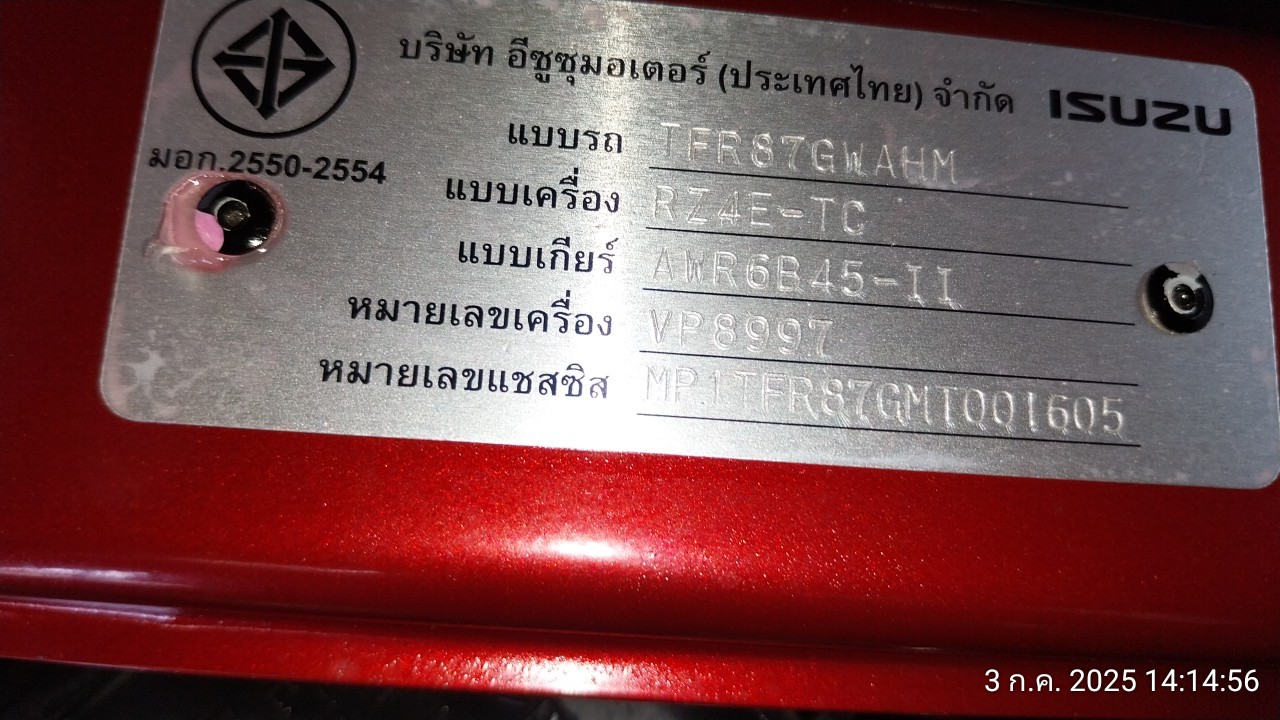 บริษัท อีซูซุมอเตอร์ (ประเทศไทย) จำกัด ISUZU
มอก.2550-2554
แบบรถ TFR87GWAHM
แบบเครื่อง RZ4E-TC
แบบเกียร์ AWR6B45-II
หมายเลขเครื่อง VP8997
หมายเลขแชสซิส MP1TFR87GMT001605
3 ก.ค. 2025 14:14:56